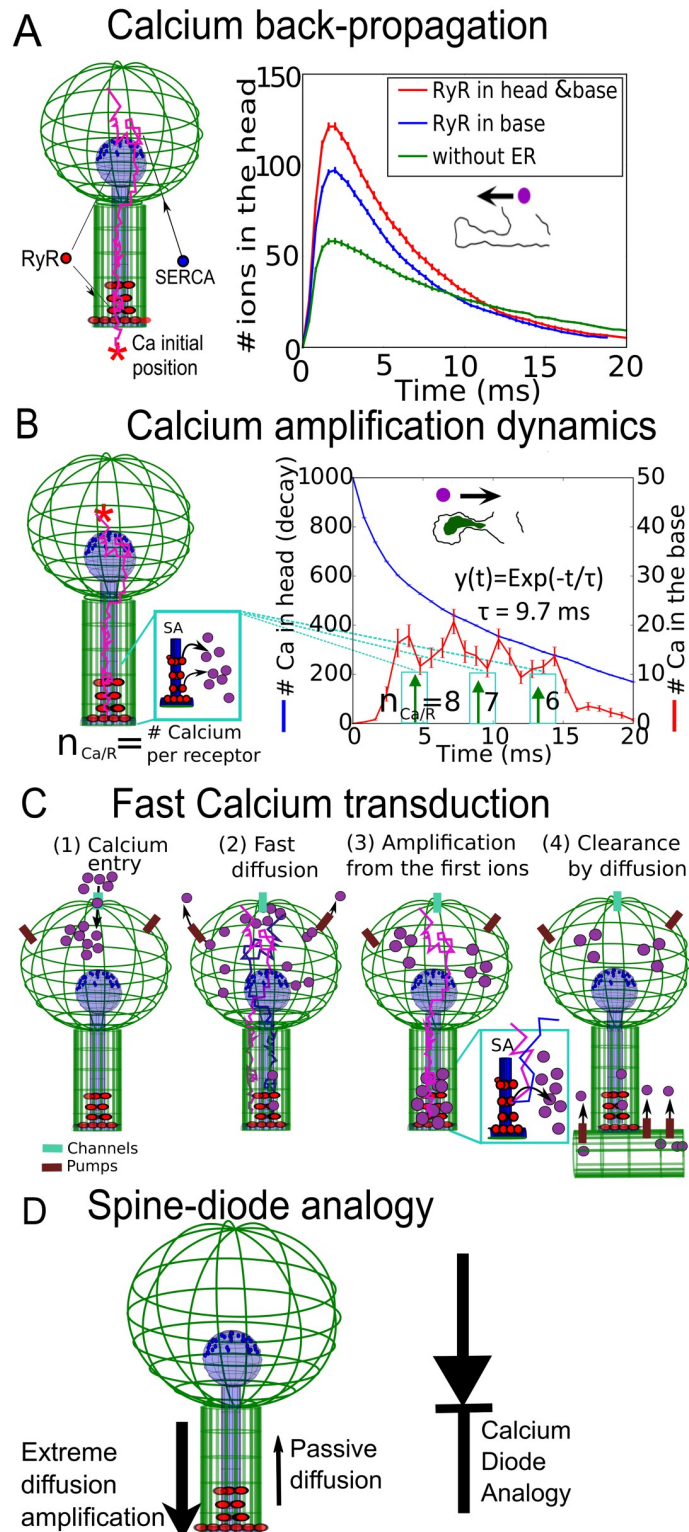 A
Calcium back-propagation
RyR
SERCA
Ca initial
position
# ions in the head
150
100
50
0
RyR in head &base
RyR in base
without ER
0
5
10
15
20
Time (ms)
B
Calcium amplification dynamics
SA
n Ca/R = # Calcium
per receptor
# Ca in head (decay)
1000
800
600
400
200
0
y(t)=Exp(-t/τ)
τ = 9.7 ms
n Ca/R =8
7
6
50
40
30
20
10
0
# Ca in the base
0
5
10
15
20
Time (ms)
C
Fast Calcium transduction
(1) Calcium
entry
(2) Fast
diffusion
(3) Amplification
from the first ions
(4) Clearance
by diffusion
SA
Channels
Pumps
D
Spine-diode analogy
Extreme
diffusion
amplification
Passive
diffusion
Calcium
Diode
Analogy